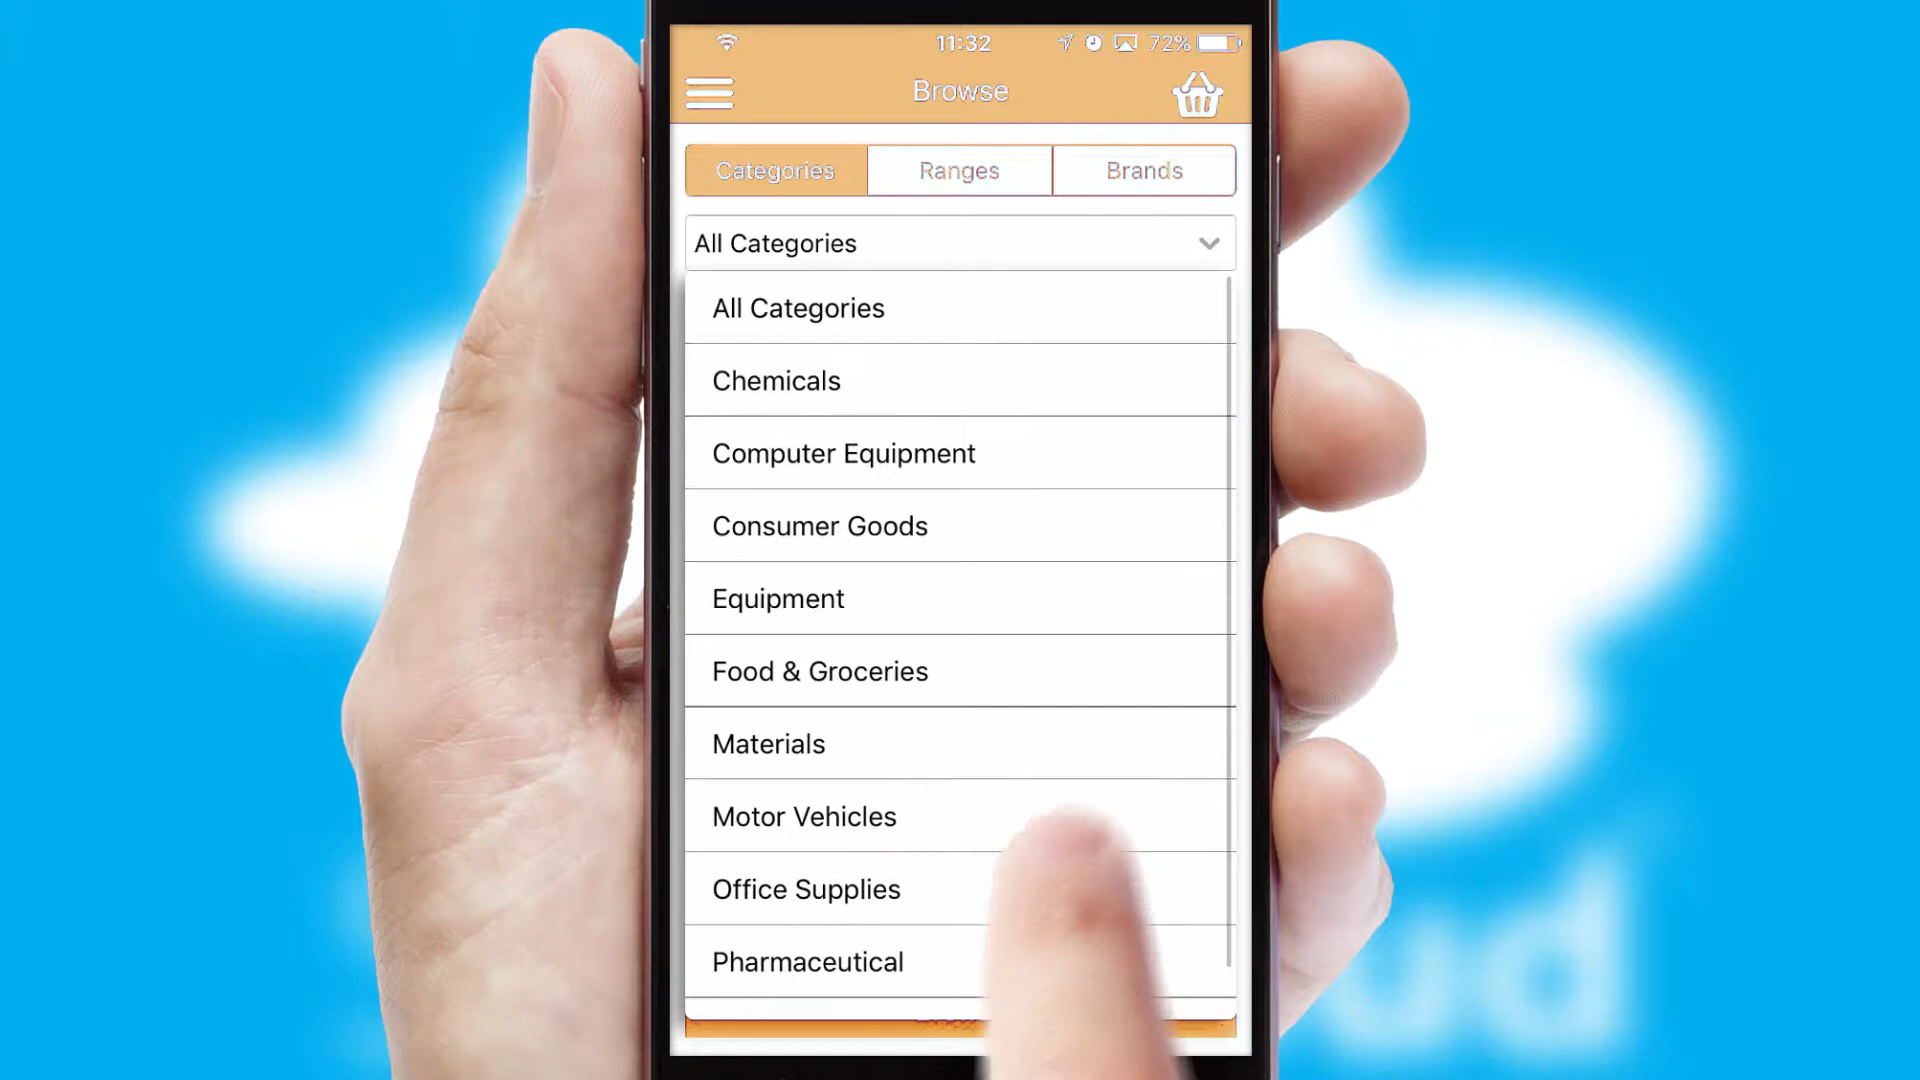 11:32
72%
Browse
Categories
Ranges
Brands
All Categories
All Categories
Chemicals
Computer Equipment
Consumer Goods
Equipment
Food & Groceries
Materials
Motor Vehicles
Office Supplies
Pharmaceutical
ud